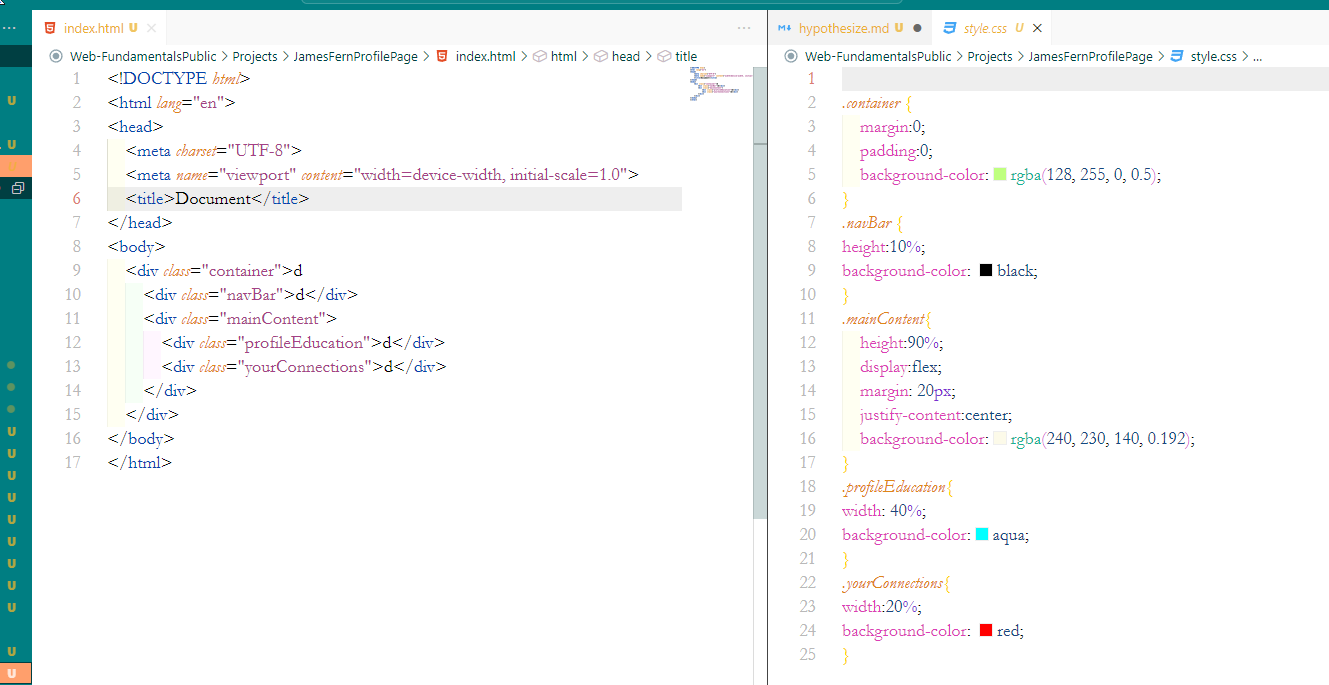 index.html U
Web-FundamentalsPublic > Projects > JamesFernProfilePage > index.html > html > head > title
1 <!DOCTYPE html>
2 <html lang="en">
3 <head>
4 <meta charset="UTF-8">
5 <meta name="viewport" content="width=device-width, initial-scale=1.0">
6 <title>Document</title>
7 </head>
8 <body>
9 <div class="container">d
10 <div class="navBar">d</div>
11 <div class="mainContent">
12 <div class="profileEducation">d</div>
13 <div class="yourConnections">d</div>
14 </div>
15 </div>
16 </body>
17 </html>
hypothesize.md U
style.css U
Web-FundamentalsPublic > Projects > JamesFernProfilePage > style.css > ...
1
2 .container {
3 margin:0;
4 padding:0;
5 background-color: rgba(128, 255, 0, 0.5);
6 }
7 .navBar {
8 height:10%;
9 background-color: black;
10 }
11 .mainContent{
12 height:90%;
13 display:flex;
14 margin: 20px;
15 justify-content:center;
16 background-color: rgba(240, 230, 140, 0.192);
17 }
18 .profileEducation{
19 width: 40%;
20 background-color: aqua;
21 }
22 .yourConnections{
23 width:20%;
24 background-color: red;
25 }
U
U
U
U
U
U
U
U
U
U
U
U
U